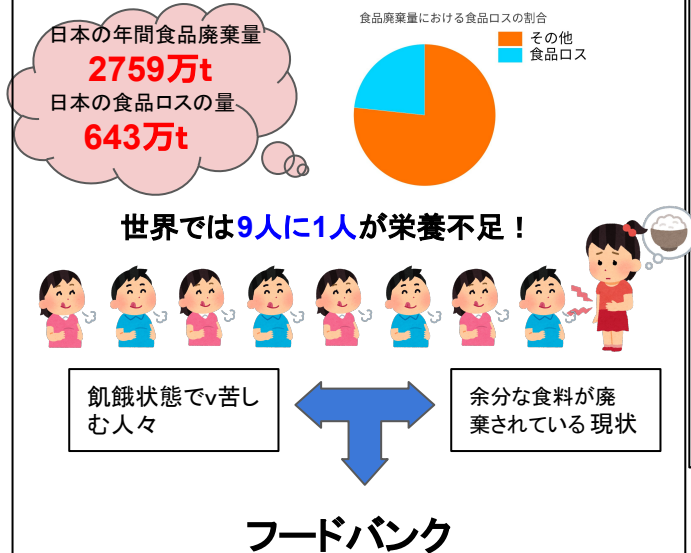 日本の年間食品廃棄量
2759万t
日本の食品ロスの量
643万t
食品廃棄量における食品ロスの割合
その他
食品ロス
世界では9人に1人が栄養不足！
飢餓状態でv苦し
む人々
余分な食料が廃
棄されている現状
フードバンク